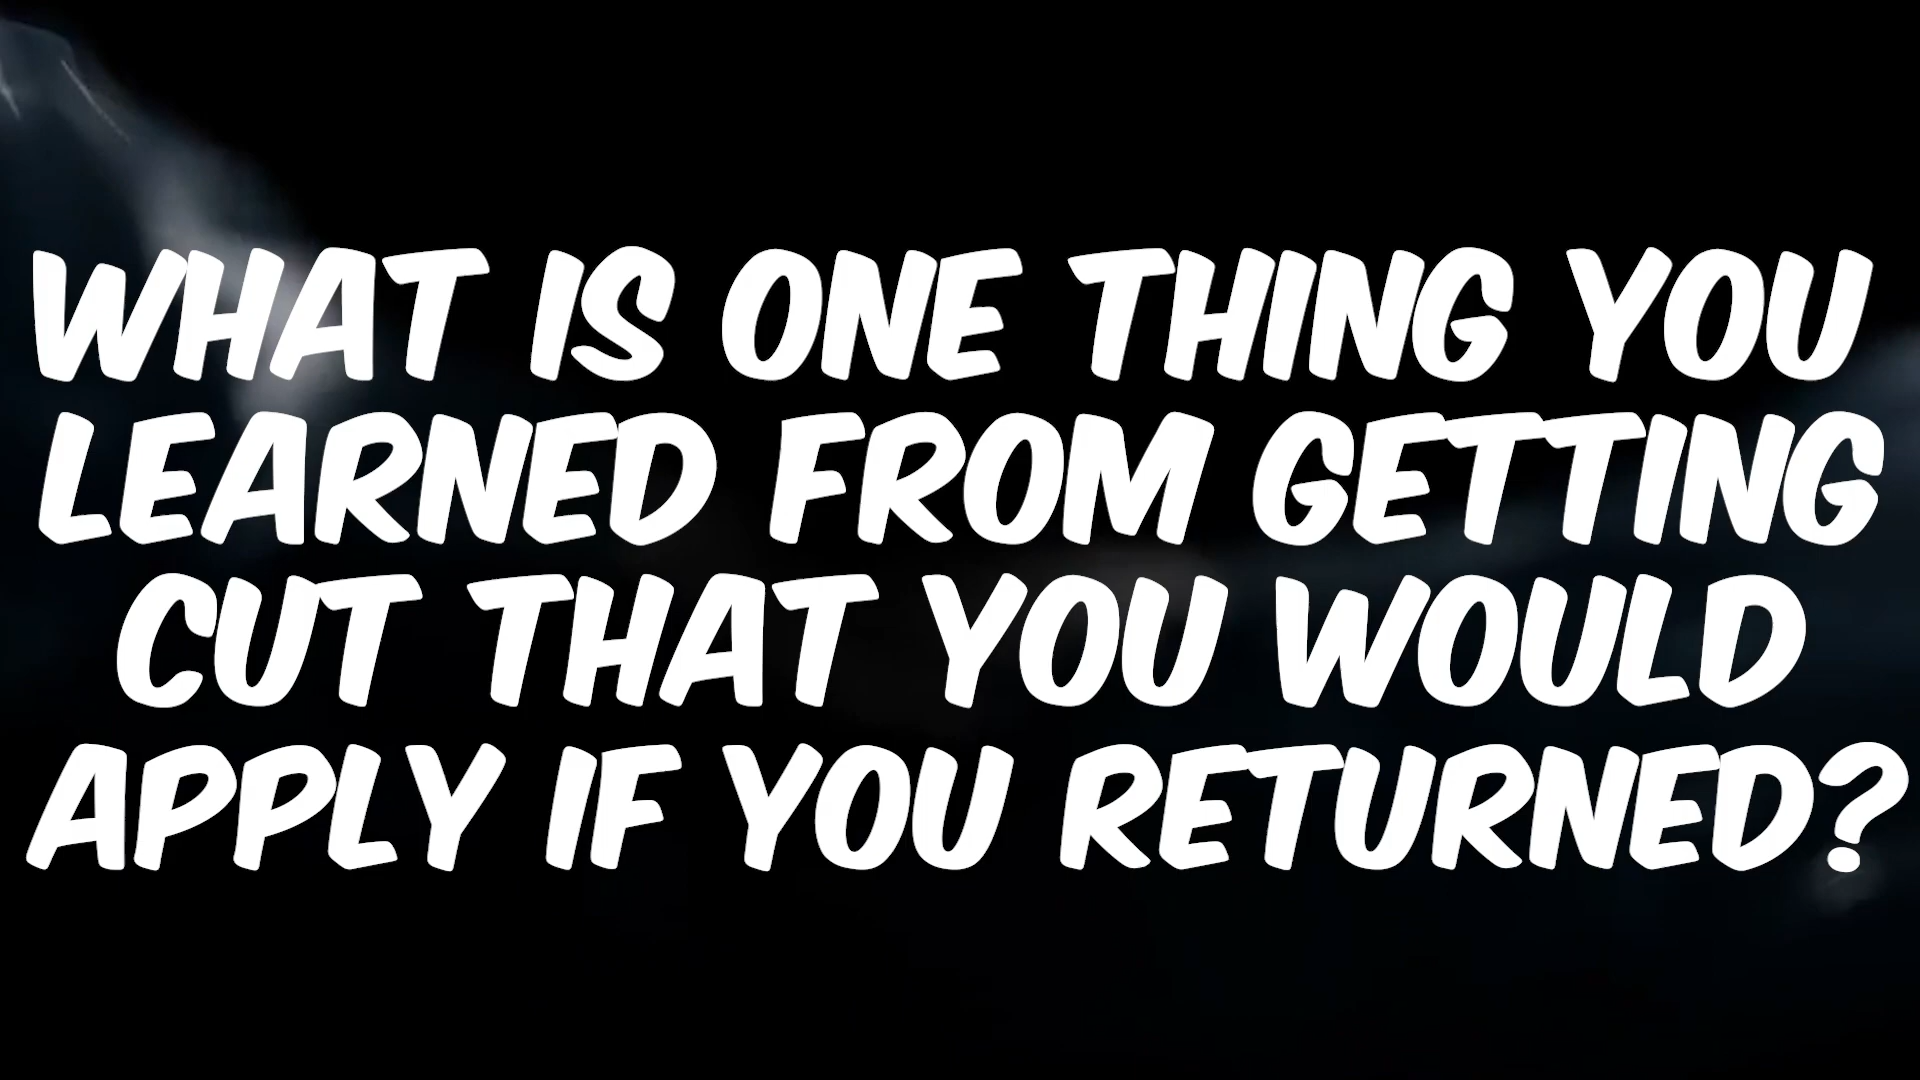 WHAT IS ONE THING YOU
LEARNED FROM GETTING
CUT THAT YOU WOULD
APPLY IF YOU RETURNED?